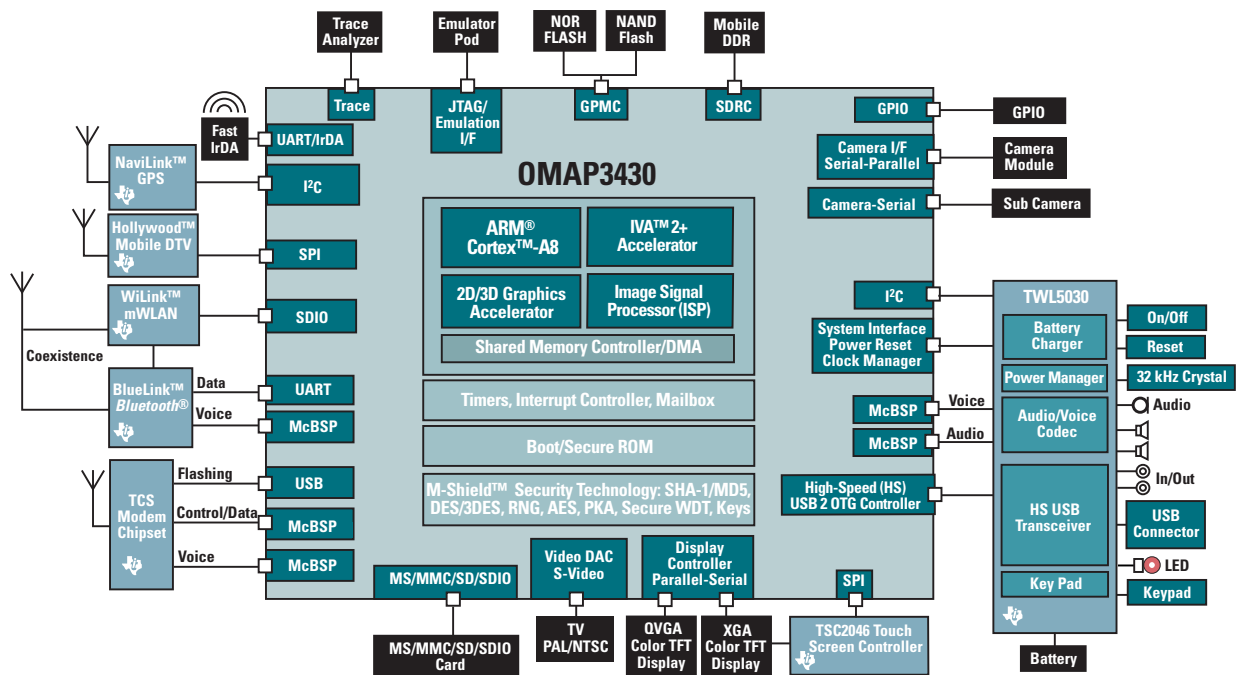 Trace
Analyzer
Emulator
Pod
NOR
FLASH
NAND
Flash
Mobile
DDR
Trace
JTAG/
Emulation
I/F
GPMC
SDRC
GPIO
GPIO
Fast
IrDA
UART/IrDA
Camera I/F
Serial-Parallel
Camera
Module
NaviLink™
GPS
I²C
OMAP3430
Camera-Serial
Sub Camera
Hollywood™
Mobile DTV
SPI
ARM®
Cortex™-A8
IVA™ 2+
Accelerator
2D/3D Graphics
Accelerator
Image Signal
Processor (ISP)
Shared Memory Controller/DMA
WiLink™
mWLAN
SDIO
Coexistence
BlueLink™
Bluetooth®
Data
UART
Voice
McBSP
Timers, Interrupt Controller, Mailbox
Boot/Secure ROM
M-Shield™ Security Technology: SHA-1/MD5,
DES/3DES, RNG, AES, PKA, Secure WDT, Keys
I²C
System Interface
Power Reset
Clock Manager
McBSP
Voice
McBSP
Audio
High-Speed (HS)
USB 2 OTG Controller
TWL5030
Battery
Charger
Power Manager
Audio/Voice
Codec
HS USB
Transceiver
Key Pad
On/Off
Reset
32 kHz Crystal
Audio
In/Out
USB
Connector
LED
Keypad
Battery
TCS
Modem
Chipset
Flashing
USB
Control/Data
McBSP
Voice
McBSP
MS/MMC/SD/SDIO
Video DAC
S-Video
Display
Controller
Parallel-Serial
SPI
MS/MMC/SD/SDIO
Card
TV
PAL/NTSC
QVGA
Color TFT
Display
XGA
Color TFT
Display
TSC2046 Touch
Screen Controller